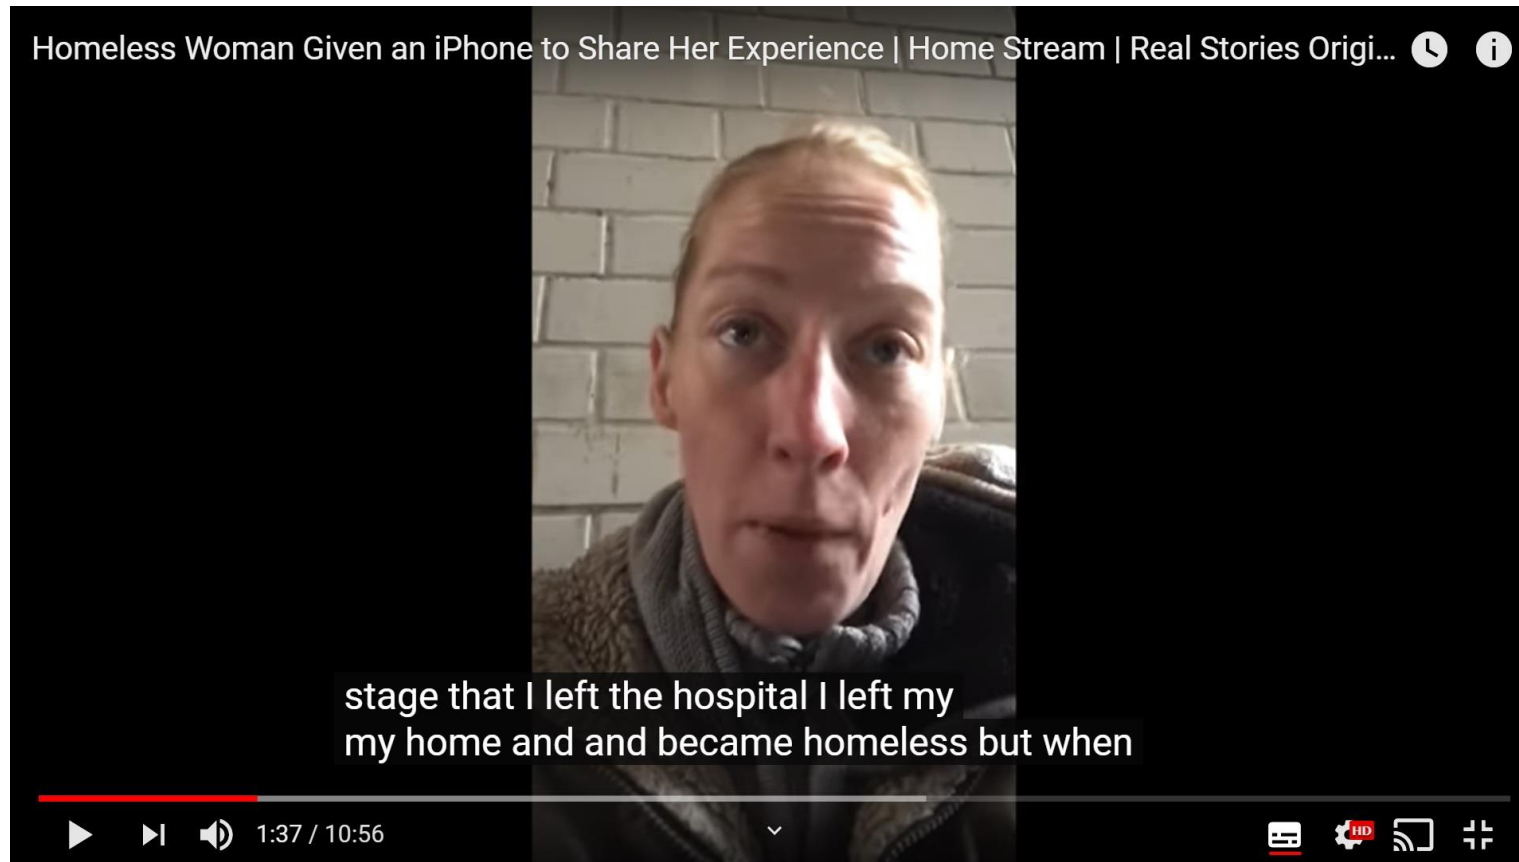 Homeless Woman Given an iPhone to Share Her Experience | Home Stream | Real Stories Origi...
stage that I left the hospital I left my
my home and and became homeless but when
1:37 / 10:56
HD